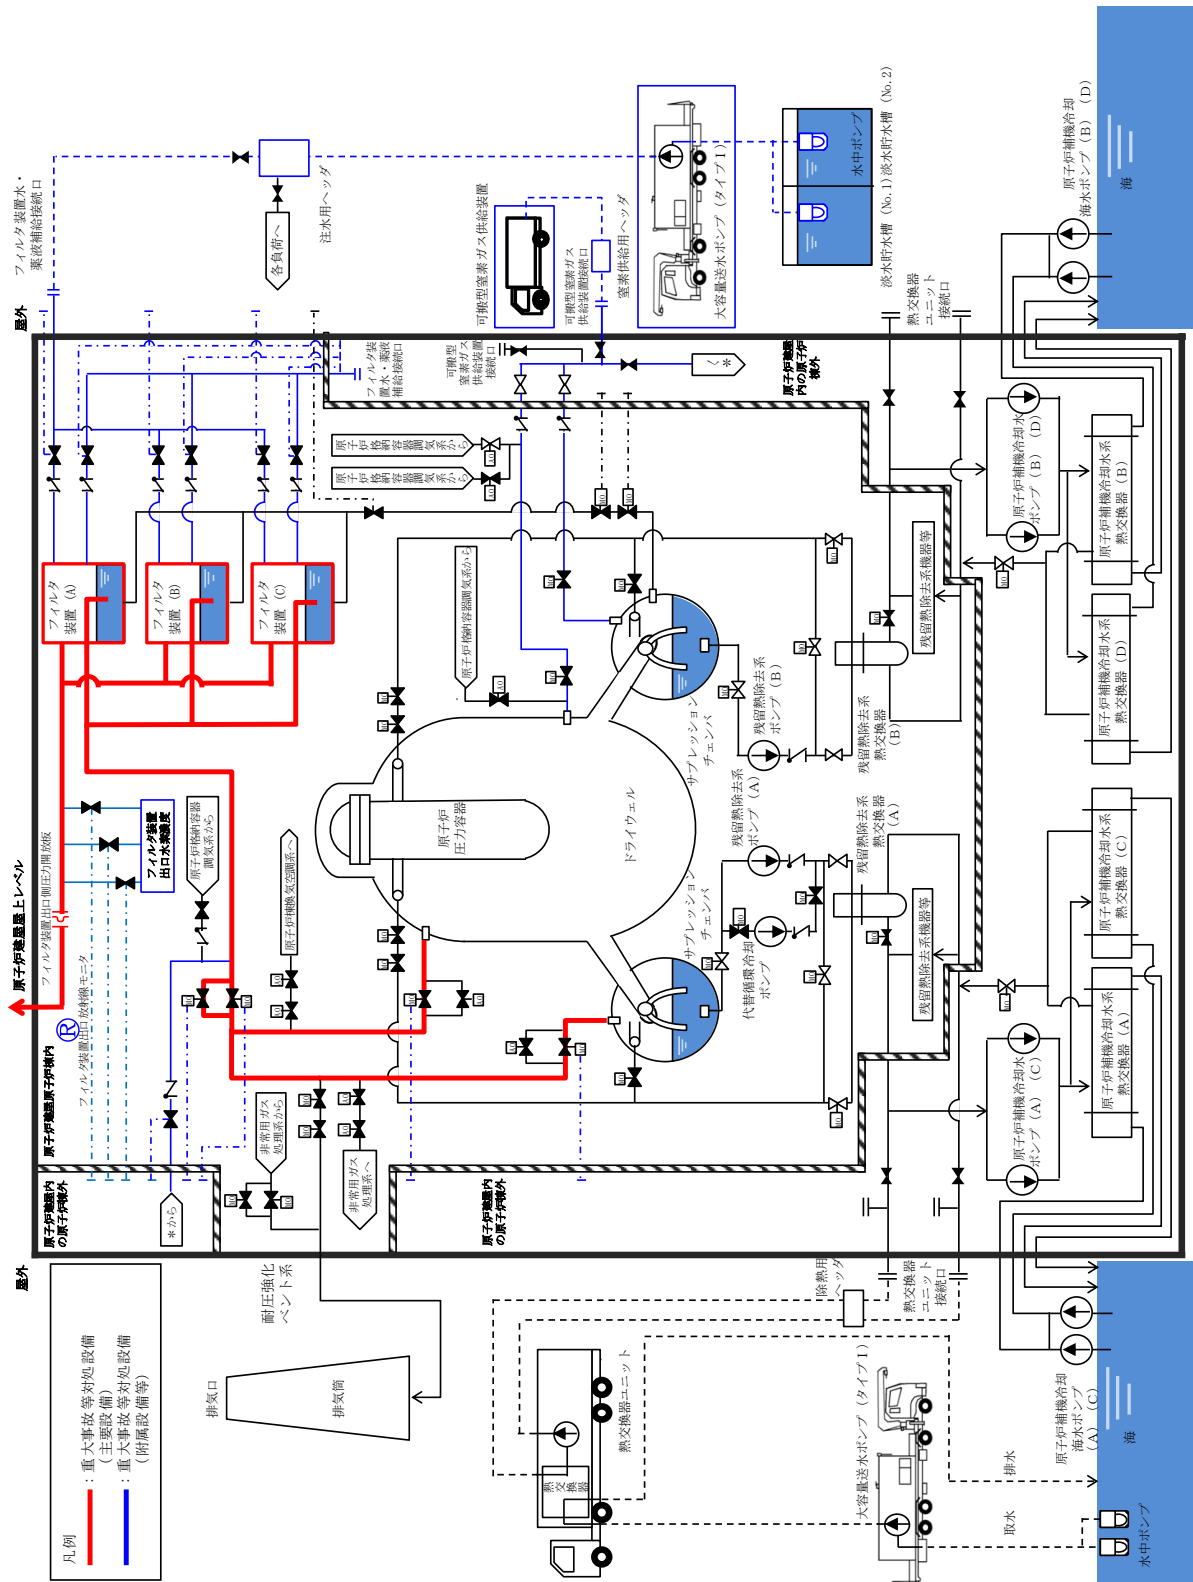 凡例
：重大事故等対処設備
（主要設備）
：重大事故等対処設備
（附属設備等）
屋外
屋外
原子炉建屋屋上レベル
原子炉建屋原子炉棟内
原子炉建屋内
の原子炉棟外
原子炉建屋内
の原子炉棟外
原子炉建屋
内の原子炉
棟外
フィルタ装置水・
薬液補給接続口
各負荷へ
注水用ヘッダ
可搬型窒素ガス供給装置
可搬型窒素ガス
供給装置接続口
窒素供給用ヘッダ
大容量送水ポンプ（タイプⅠ）
水中ポンプ
淡水貯水槽（No.1）
淡水貯水槽（No.2）
熱交換器
ユニット
接続口
原子炉補機冷却
海水ポンプ（B）（D）
海
フィルタ装
置水・薬液
補給接続口
可搬型
窒素ガス
供給装置
接続口
＊へ
原子炉格納容器調気系から
原子炉格納容器調気系から
原子炉格納容器調気系から
フィルタ
装置（A）
フィルタ
装置（B）
フィルタ
装置（C）
フィルタ装置出口側圧力開放板
フィルタ装置
出口水素濃度
フィルタ装置出口放射線モニタ
R
原子炉格納容器
調気系から
原子炉棟換気空調系へ
原子炉
圧力容器
ドライウェル
サプレッション
チェンバ
サプレッション
チェンバ
残留熱除去系
ポンプ（B）
残留熱除去系
ポンプ（A）
残留熱除去系
熱交換器
（B）
残留熱除去系
熱交換器
（A）
代替循環冷却
ポンプ
残留熱除去系機器等
残留熱除去系機器等
原子炉補機冷却水
ポンプ（B）（D）
原子炉補機冷却水系
熱交換器（B）
原子炉補機冷却水系
熱交換器（D）
原子炉補機冷却水系
熱交換器（C）
原子炉補機冷却水系
熱交換器（A）
原子炉補機冷却水
ポンプ（A）（C）
＊から
非常用ガス
処理系から
非常用ガス
処理系へ
耐圧強化
ベント系
排気口
排気筒
除熱用
ヘッダ
熱交換器
ユニット
接続口
熱交換器
熱交換器ユニット
大容量送水ポンプ（タイプⅠ）
排水
取水
水中ポンプ
原子炉補機冷却
海水ポンプ
（A）（C）
海